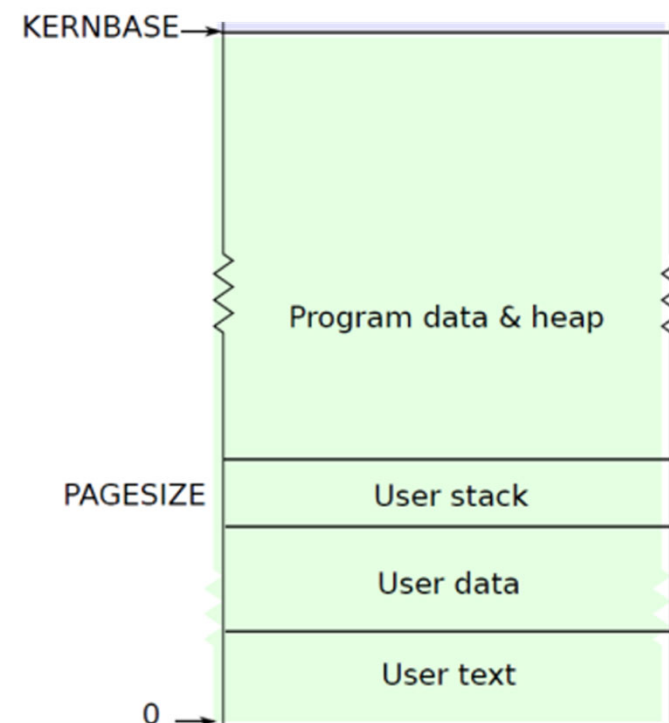 KERNBASE
Program data & heap
PAGESIZE
User stack
User data
User text
0